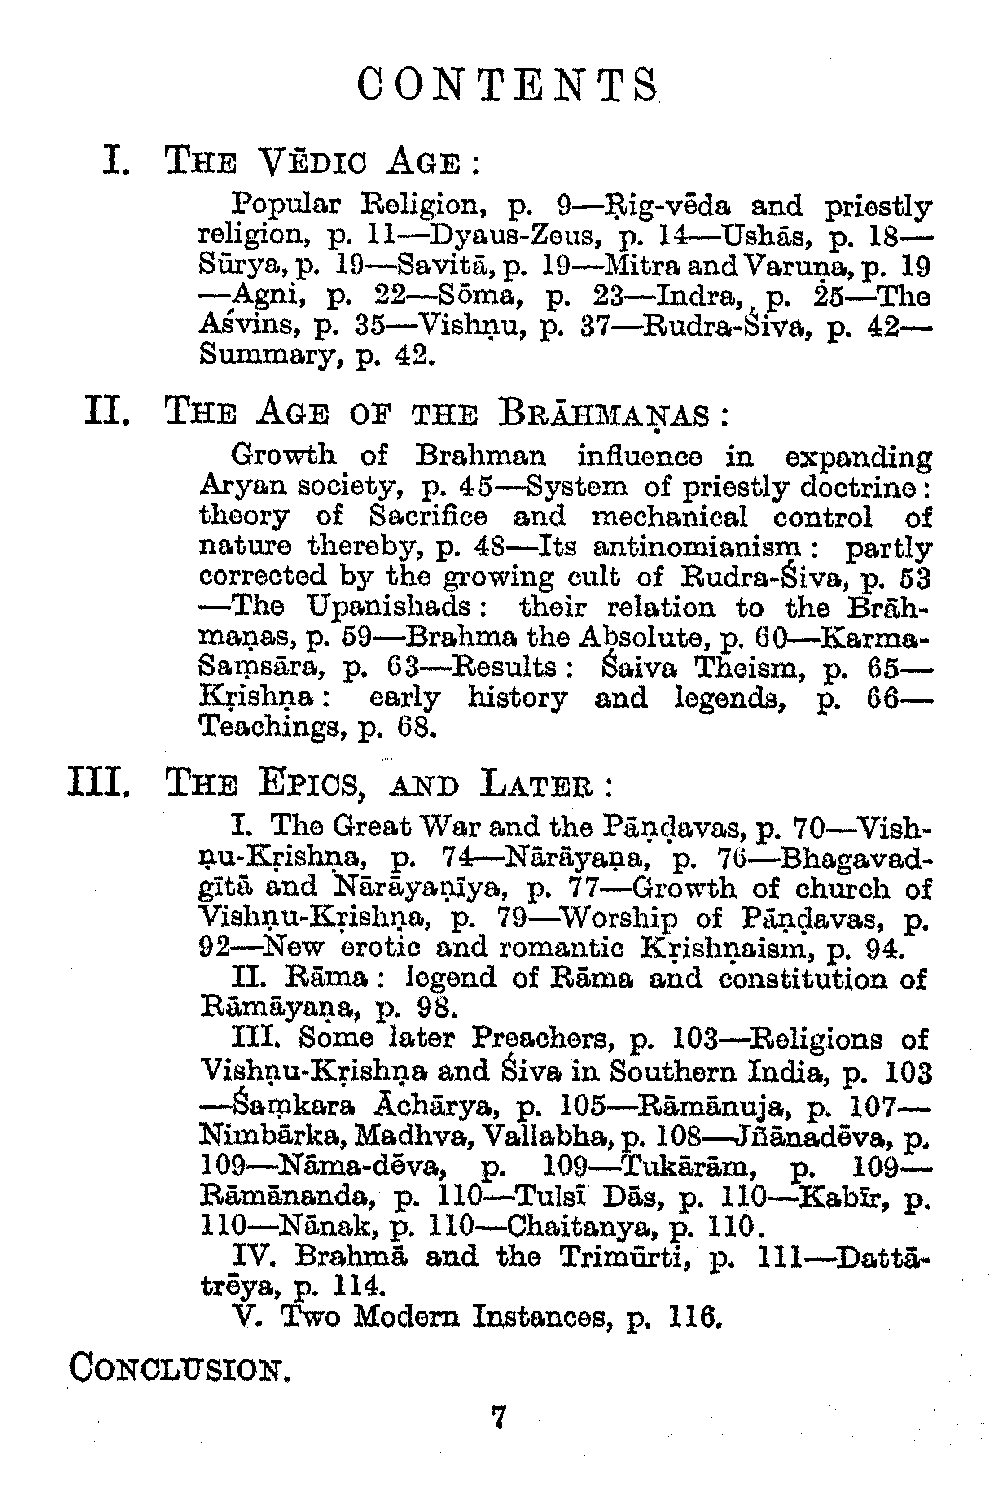 CONTENTS
I. THE VĒDIC AGE :
Popular Religion, p. 9—Ṛig-vēda and priestly
religion, p. 11—Dyaus-Zeus, p. 14—Ushās, p. 18—
Sūrya, p. 19—Savitā, p. 19—Mitra and Varuṇa, p. 19
—Agni, p. 22—Sōma, p. 23—Indra, p. 25—The
Aśvins, p. 35—Vishṇu, p. 37—Rudra-Śiva, p. 42—
Summary, p. 42.
II. THE AGE OF THE BRĀHMAṆAS :
Growth of Brahman influence in expanding
Aryan society, p. 45—System of priestly doctrine :
theory of Sacrifice and mechanical control of
nature thereby, p. 48—Its antinomianism : partly
corrected by the growing cult of Rudra-Śiva, p. 53
—The Upanishads : their relation to the Brāh-
maṇas, p. 59—Brahma the Absolute, p. 60—Karma-
Saṃsāra, p. 63—Results : Śaiva Theism, p. 65—
Kṛishṇa : early history and legends, p. 66—
Teachings, p. 68.
III. THE EPICS, AND LATER :
I. The Great War and the Pāṇḍavas, p. 70—Vish-
ṇu-Kṛishṇa, p. 74—Nārāyaṇa, p. 76—Bhagavad-
gītā and Nārāyaṇīya, p. 77—Growth of church of
Vishṇu-Kṛishṇa, p. 79—Worship of Pāṇḍavas, p.
92—New erotic and romantic Kṛishṇaism, p. 94.
II. Rāma : legend of Rāma and constitution of
Rāmāyaṇa, p. 98.
III. Some later Preachers, p. 103—Religions of
Vishṇu-Kṛishṇa and Śiva in Southern India, p. 103
—Śaṃkara Āchārya, p. 105—Rāmānuja, p. 107—
Nimbārka, Madhva, Vallabha, p. 108—Jñānadēva, p.
109—Nāma-dēva, p. 109—Tukārām, p. 109—
Rāmānanda, p. 110—Tulsī Dās, p. 110—Kabīr, p.
110—Nānak, p. 110—Chaitanya, p. 110.
IV. Brahmā and the Trimūrti, p. 111—Dattā-
trēya, p. 114.
V. Two Modern Instances, p. 116.
CONCLUSION.
7